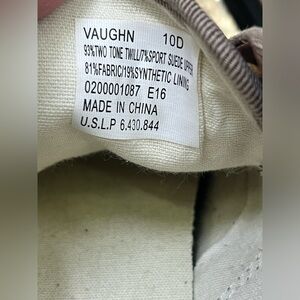 VAUGHN 10D
93%TWO TONE TWILL/7%SPORT SUEDE UPPER
81%FABRIC/19%SYNTHETIC LINING
0200001087 E16
MADE IN CHINA
U.S.L.P 6.430.844